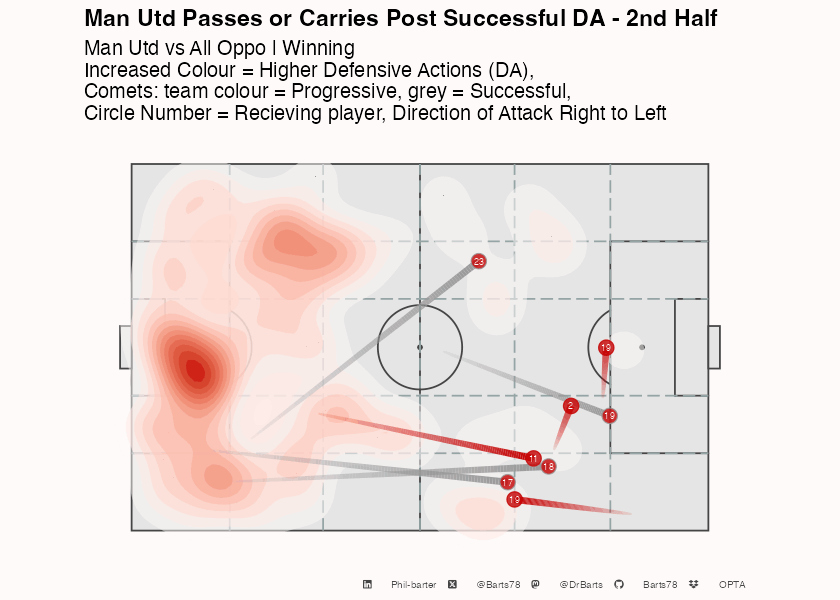 Man Utd Passes or Carries Post Successful DA - 2nd Half
Man Utd vs All Oppo | Winning
Increased Colour = Higher Defensive Actions (DA),
Comets: team colour = Progressive, grey = Successful,
Circle Number = Recieving player, Direction of Attack Right to Left
23
19
2
19
11
18
17
19
Phil-barter @Barts78 @DrBarts Barts78 OPTA